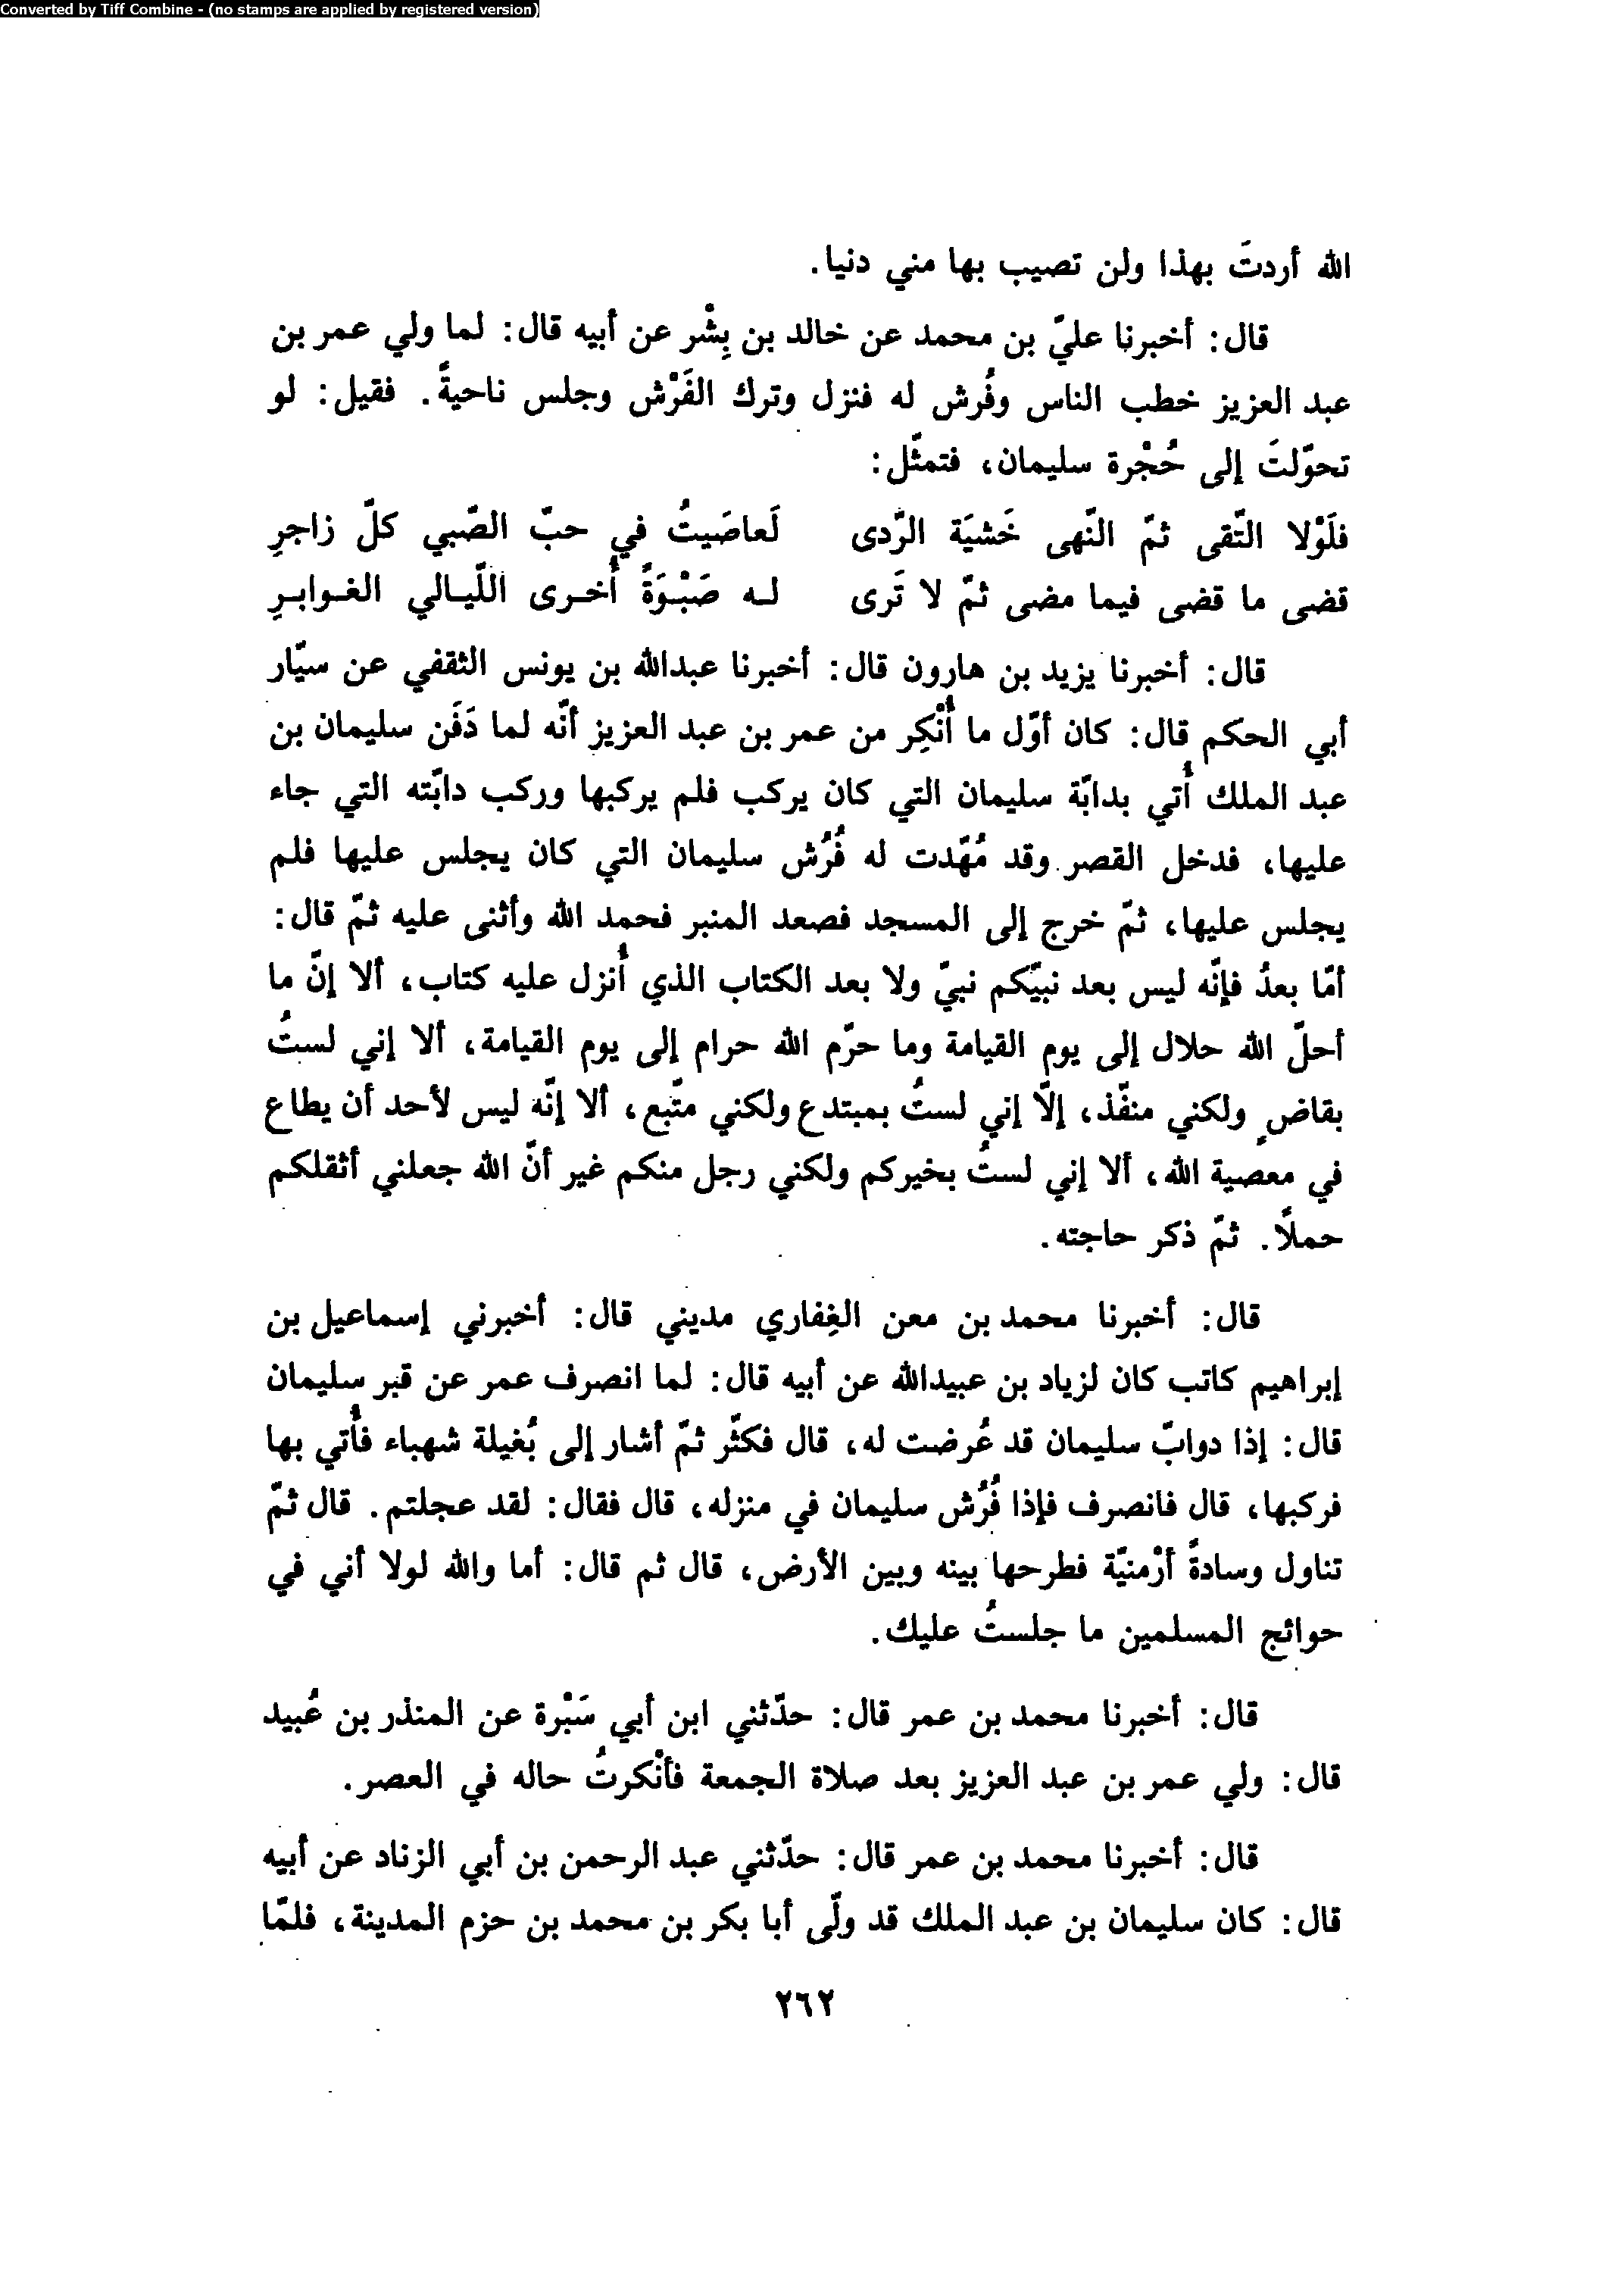 Converted by Tiff Combine - (no stamps are applied by registered version)
الله أردتَ بهذا ولن تصيب بها مني دنيا.
قال: أخبرنا عليّ بن محمد عن خالد بن بِشْر عن أبيه قال: لما ولي عمر بن
عبد العزيز خطب الناس وفُرش له فنزل وترك الفَرْش وجلس ناحيةً. فقيل: لو
تحوّلتَ إلى حُجْرة سليمان، فتمثّل:
فلَوْلا التّقى ثمّ النّهى خَشيَة الرّدى لَعاصَيتُ في حبّ الصّبي كلّ زاجرِ
قضى ما قضى فيما مضى ثمّ لا تَرى لـه صَبْـوَةً أُخـرى اللّيـالي الغـوابـرِ
قال: أخبرنا يزيد بن هارون قال: أخبرنا عبدالله بن يونس الثقفي عن سيّار
أبي الحكم قال: كان أوّل ما أُنْكِر من عمر بن عبد العزيز أنّه لما دَفَن سليمان بن
عبد الملك أُتي بدابّة سليمان التي كان يركب فلم يركبها وركب دابّته التي جاء
عليها، فدخل القصر وقد مُهّدت له فُرُش سليمان التي كان يجلس عليها فلم
يجلس عليها، ثمّ خرج إلى المسجد فصعد المنبر فحمد الله وأثنى عليه ثمّ قال:
أمّا بعدُ فإنّه ليس بعد نبيّكم نبيّ ولا بعد الكتاب الذي أُنزل عليه كتاب، ألا إنّ ما
أحلّ الله حلال إلى يوم القيامة وما حرّم الله حرام إلى يوم القيامة، ألا إني لستُ
بقاضٍ ولكني منفّذ، إلاّ إني لستُ بمبتدع ولكني متّبع، ألا إنّه ليس لأحد أن يطاع
في معصية الله، ألا إني لستُ بخيركم ولكني رجل منكم غير أنّ الله جعلني أثقلكم
حملاً. ثمّ ذكر حاجته.
قال: أخبرنا محمد بن معن الغِفاري مديني قال: أخبرني إسماعيل بن
إبراهيم كاتب كان لزياد بن عبيدالله عن أبيه قال: لما انصرف عمر عن قبر سليمان
قال: إذا دوابّ سليمان قد عُرضت له، قال فكثّر ثمّ أشار إلى بُغيلة شهباء فأُتي بها
فركبها، قال فانصرف فإذا فُرُش سليمان في منزله، قال فقال: لقد عجلتم. قال ثمّ
تناول وسادةً أرْمنيّة فطرحها بينه وبين الأرض، قال ثم قال: أما والله لولا أني في
حوائج المسلمين ما جلستُ عليك.
قال: أخبرنا محمد بن عمر قال: حدّثني ابن أبي سَبْرة عن المنذر بن عُبيد
قال: ولي عمر بن عبد العزيز بعد صلاة الجمعة فأنْكرتُ حاله في العصر.
قال: أخبرنا محمد بن عمر قال: حدّثني عبد الرحمن بن أبي الزناد عن أبيه
قال: كان سليمان بن عبد الملك قد ولّى أبا بكر بن محمد بن حزم المدينة، فلمّا
٢٦٢